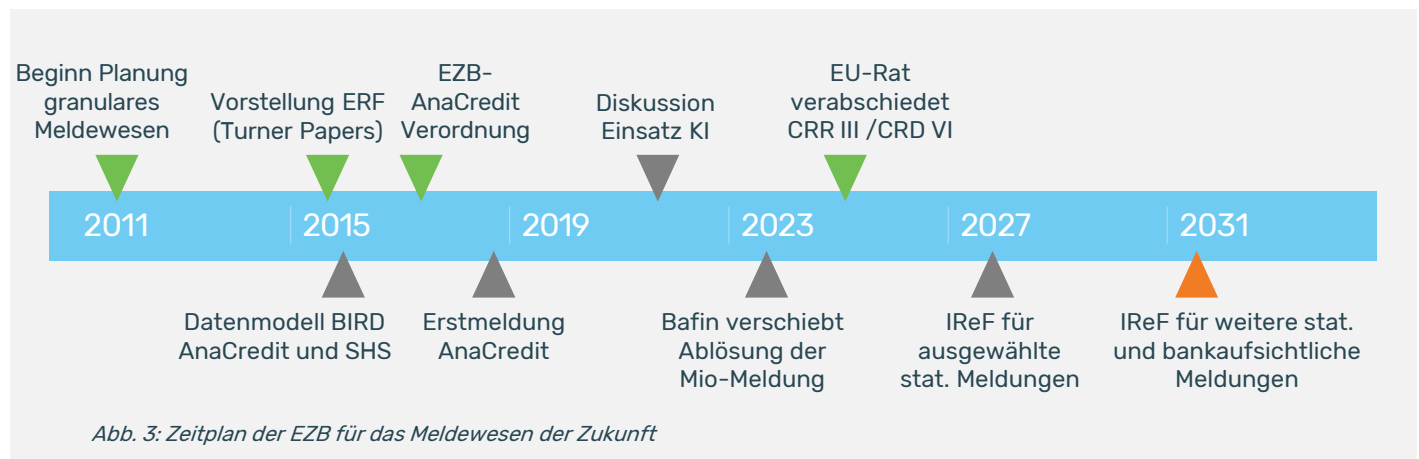 Beginn Planung
granulares
Meldewesen
Vorstellung ERF
(Turner Papers)
EZB-
AnaCredit
Verordnung
Diskussion
Einsatz KI
EU-Rat
verabschiedet
CRR III /CRD VI
2011
2015
2019
2023
2027
2031
Datenmodell BIRD
AnaCredit und SHS
Erstmeldung
AnaCredit
Bafin verschiebt
Ablösung der
Mio-Meldung
IReF für
ausgewählte
stat. Meldungen
IReF für weitere stat.
und bankaufsichtliche
Meldungen
Abb. 3: Zeitplan der EZB für das Meldewesen der Zukunft